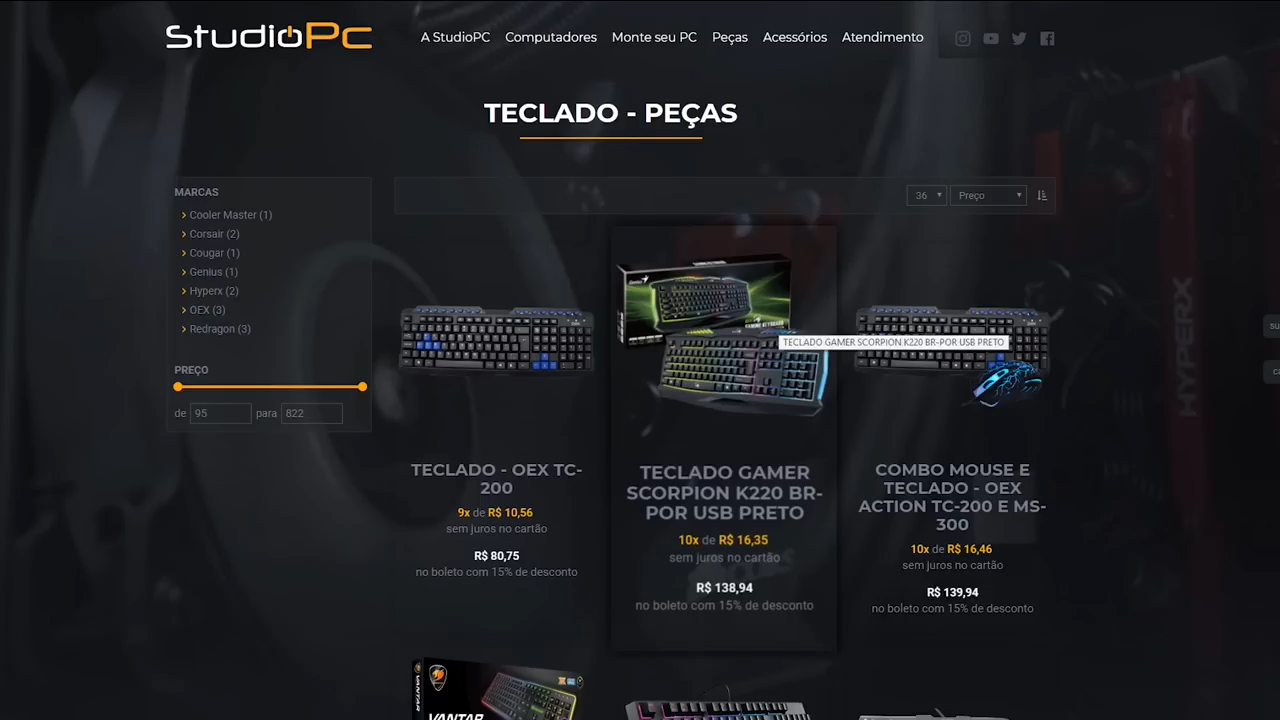 StudioPc
A StudioPC
Computadores
Monte seu PC
Peças
Acessórios
Atendimento
TECLADO - PEÇAS
MARCAS
Cooler Master (1)
Corsair (2)
Cougar (1)
Genius (1)
Hyperx (2)
OEX (3)
Redragon (3)
PREÇO
de 95 para 822
36
Preço
TECLADO GAMER SCORPION K220 BR-POR USB PRETO
TECLADO - OEX TC-
200
9x de R$ 10,56
sem juros no cartão
R$ 80,75
no boleto com 15% de desconto
TECLADO GAMER
SCORPION K220 BR-
POR USB PRETO
10x de R$ 16,35
sem juros no cartão
R$ 138,94
no boleto com 15% de desconto
COMBO MOUSE E
TECLADO - OEX
ACTION TC-200 E MS-
300
10x de R$ 16,46
sem juros no cartão
R$ 139,94
no boleto com 15% de desconto
HYPERX
VANTAR